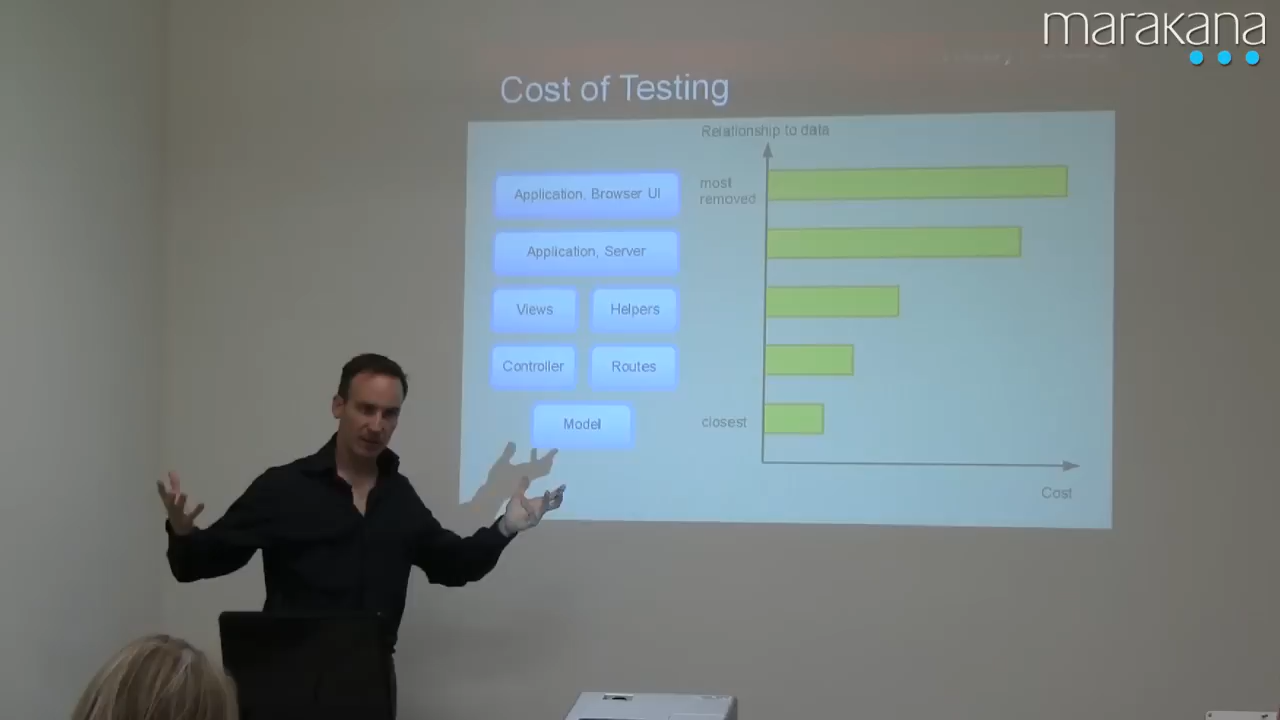 marakana
Cost of Testing
Relationship to data
Application, Browser UI
most
removed
Application, Server
Views
Helpers
Controller
Routes
Model
closest
Cost